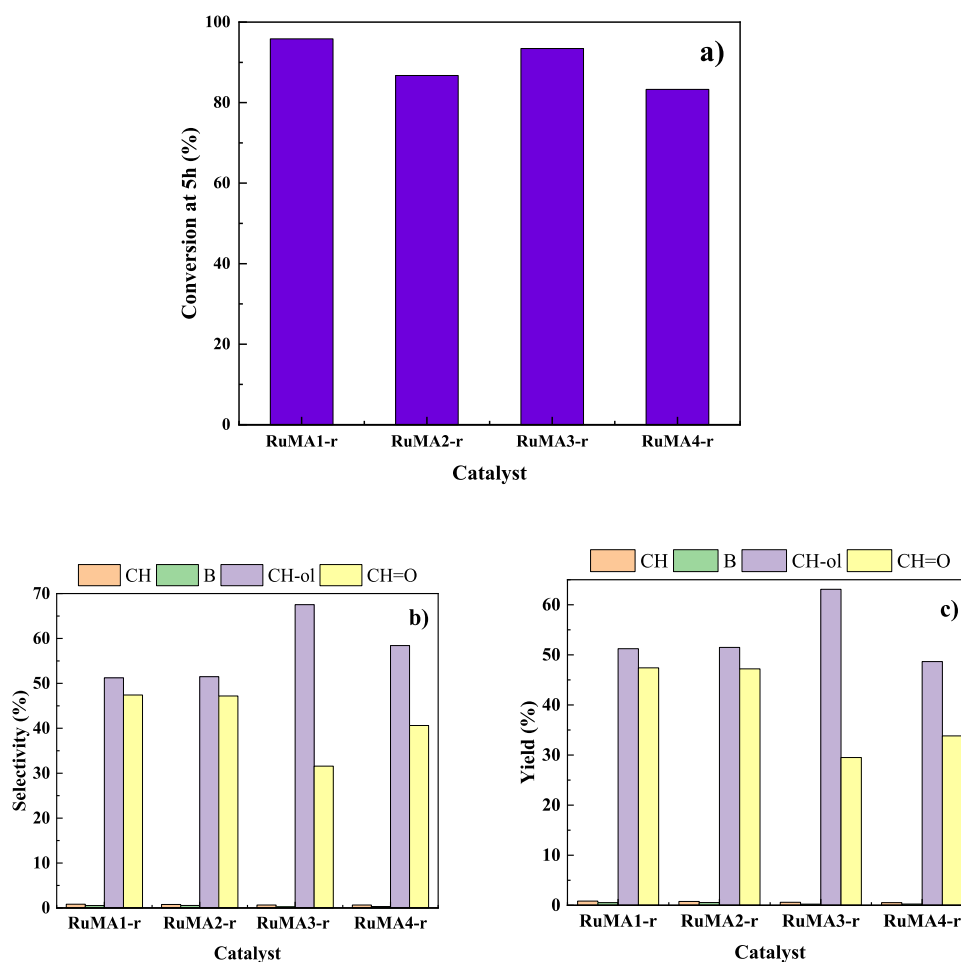 a)
100
80
60
40
20
0
Conversion at 5h (%)
RuMA1-r RuMA2-r RuMA3-r RuMA4-r
Catalyst
CH B CH-ol CH=O
b)
70
60
50
40
30
20
10
0
Selectivity (%)
RuMA1-r RuMA2-r RuMA3-r RuMA4-r
Catalyst
CH B CH-ol CH=O
c)
60
50
40
30
20
10
0
Yield (%)
RuMA1-r RuMA2-r RuMA3-r RuMA4-r
Catalyst